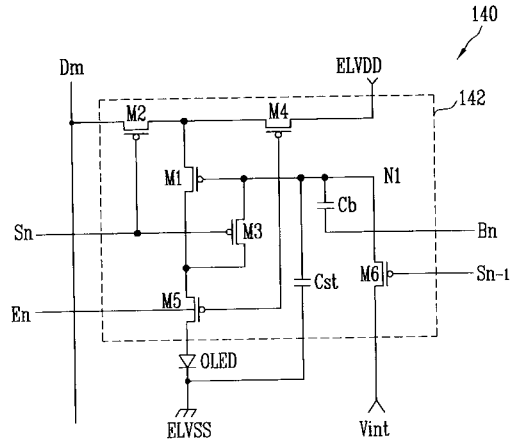 140
Dm
ELVDD
142
M2
M4
M1
N1
Cb
Sn
M3
Bn
M6
Sn-1
Cst
M5
En
OLED
ELVSS
Vint